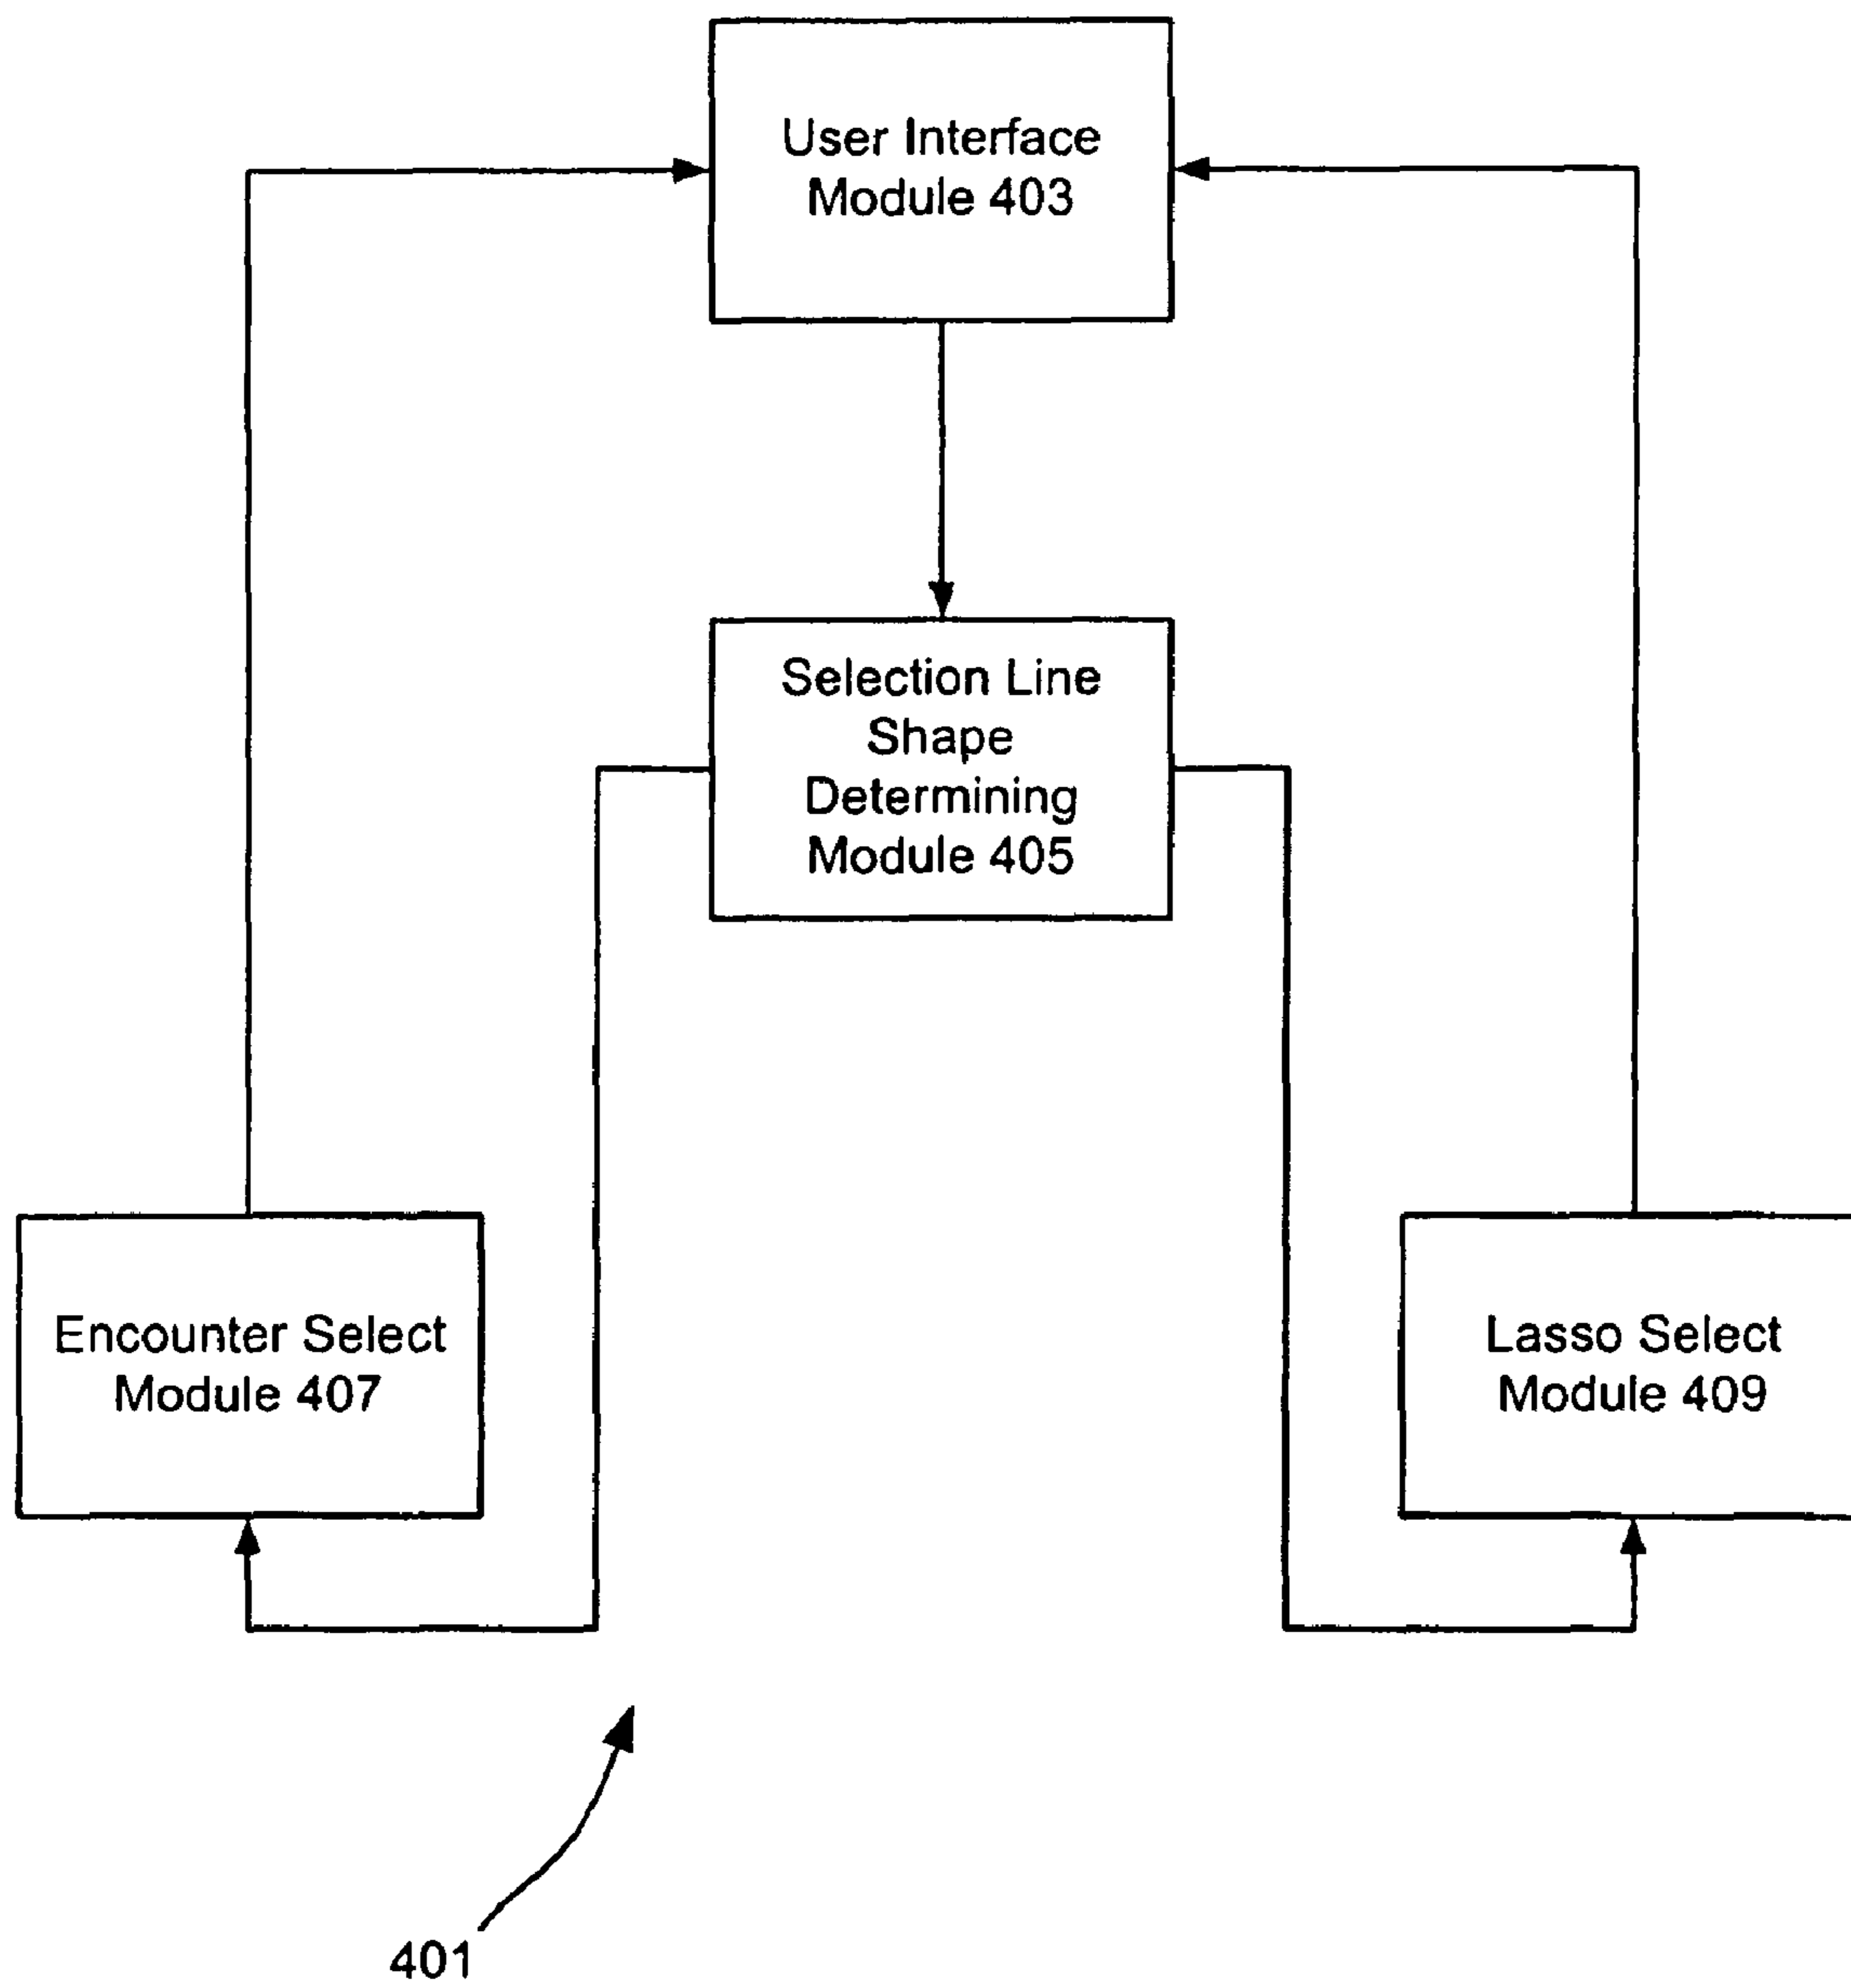 User Interface
Module 403
Selection Line
Shape
Determining
Module 405
Encounter Select
Module 407
Lasso Select
Module 409
401